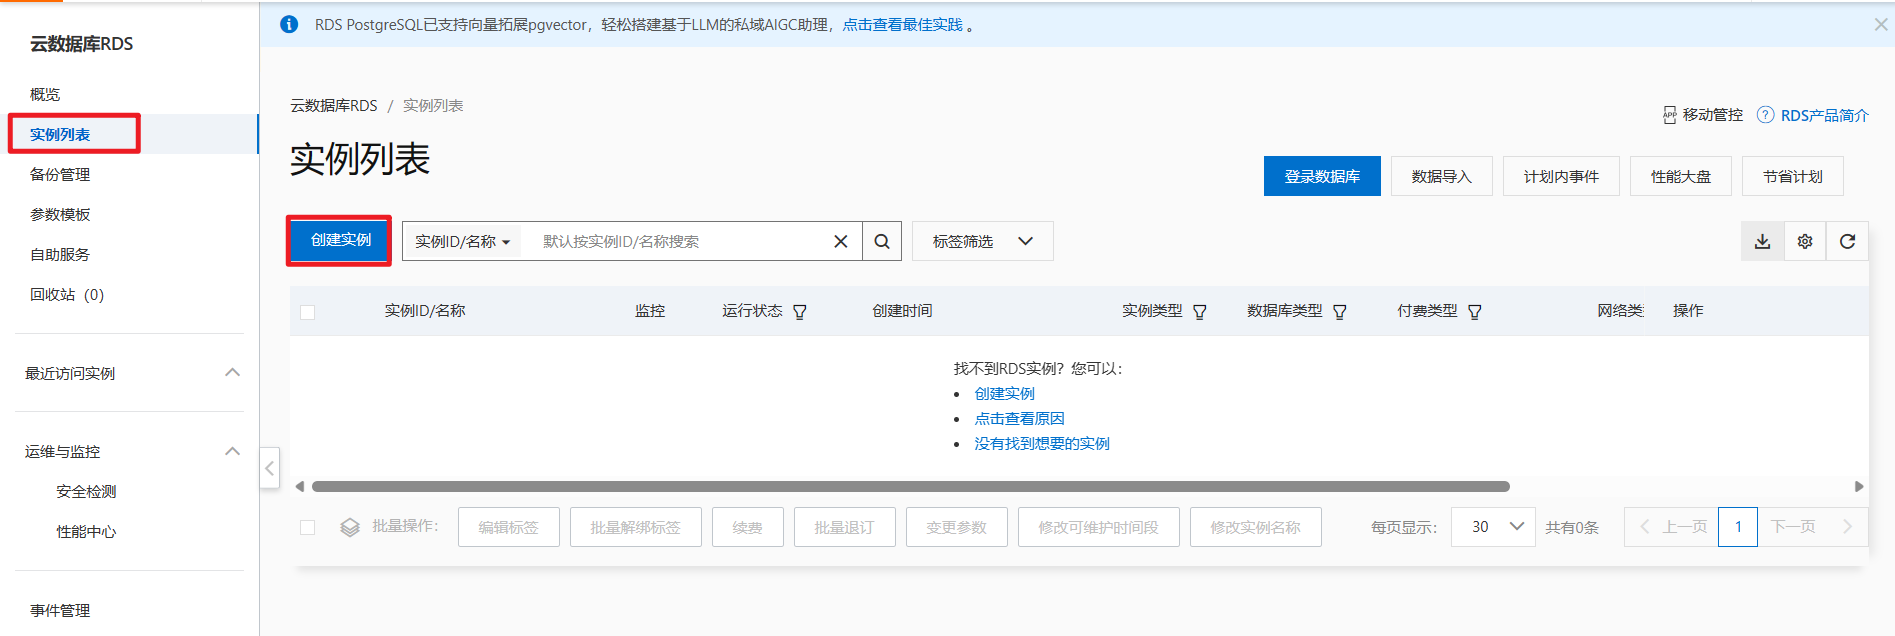 云数据库RDS
概览
实例列表
备份管理
参数模板
自助服务
回收站（0）
最近访问实例
运维与监控
安全检测
性能中心
事件管理
RDS PostgreSQL已支持向量拓展pgvector，轻松搭建基于LLM的私域AIGC助理，点击查看最佳实践 。
云数据库RDS / 实例列表
APP 移动管控 ? RDS产品简介
实例列表
登录数据库 数据导入 计划内事件 性能大盘 节省计划
创建实例 实例ID/名称 默认按实例ID/名称搜索 标签筛选
实例ID/名称 监控 运行状态 创建时间 实例类型 数据库类型 付费类型 网络类 操作
找不到RDS实例？您可以：
• 创建实例
• 点击查看原因
• 没有找到想要的实例
批量操作： 编辑标签 批量解绑标签 续费 批量退订 变更参数 修改可维护时间段 修改实例名称 每页显示： 30 共有0条 上一页 1 下一页